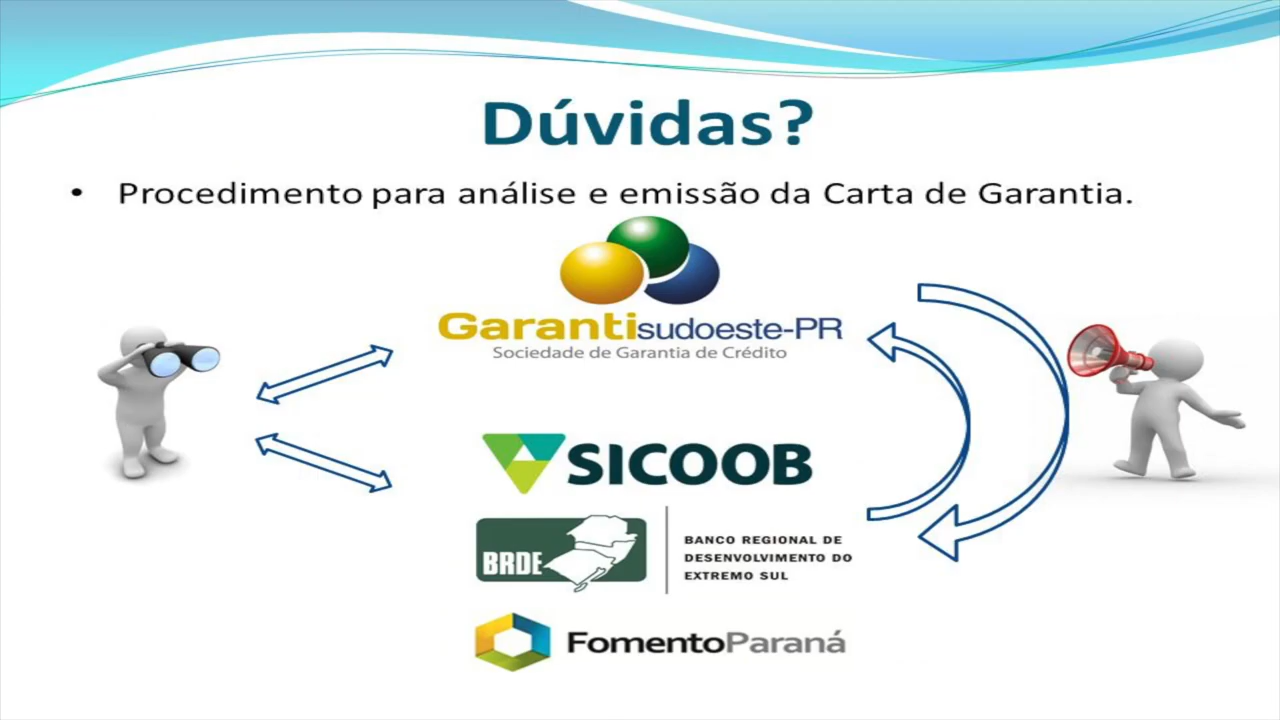 Dúvidas?
• Procedimento para análise e emissão da Carta de Garantia.
Garantisudoeste-PR
Sociedade de Garantia de Crédito
SICOOB
BRDE
BANCO REGIONAL DE
DESENVOLVIMENTO DO
EXTREMO SUL
FomentoParaná